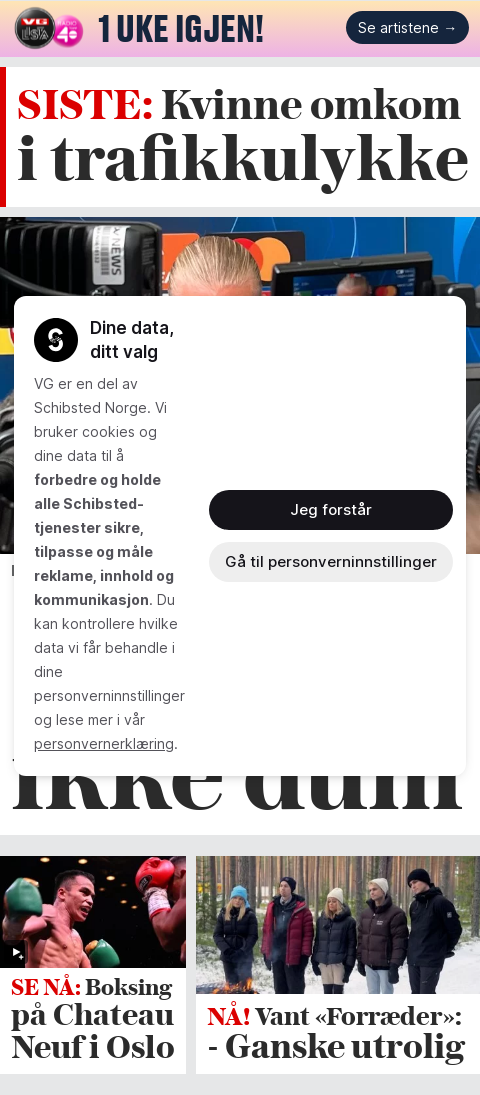 VG
lista
RADIO
45
1 UKE IGJEN!
Se artistene →
SISTE: Kvinne omkom
i trafikkulykke
NEWS
Dine data,
ditt valg
VG er en del av
Schibsted Norge. Vi
bruker cookies og
dine data til å
forbedre og holde
alle Schibsted-
tjenester sikre,
tilpasse og måle
reklame, innhold og
kommunikasjon. Du
kan kontrollere hvilke
data vi får behandle i
dine
personverninnstillinger
og lese mer i vår
personvernerklæring.
Jeg forstår
Gå til personverninnstillinger
ikke dum
SE NÅ: Boksing
på Chateau
Neuf i Oslo
NÅ! Vant «Forræder»:
- Ganske utrolig